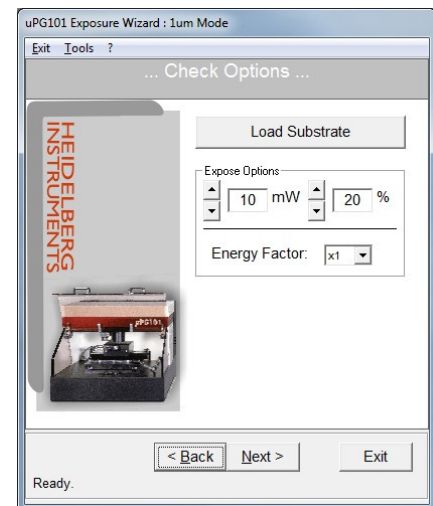 uPG101 Exposure Wizard : 1um Mode
Exit Tools ?
... Check Options ...
HEIDELBERG
INSTRUMENTS
µPG101
Load Substrate
Expose Options
10 mW 20 %
Energy Factor: x1
< Back Next > Exit
Ready.